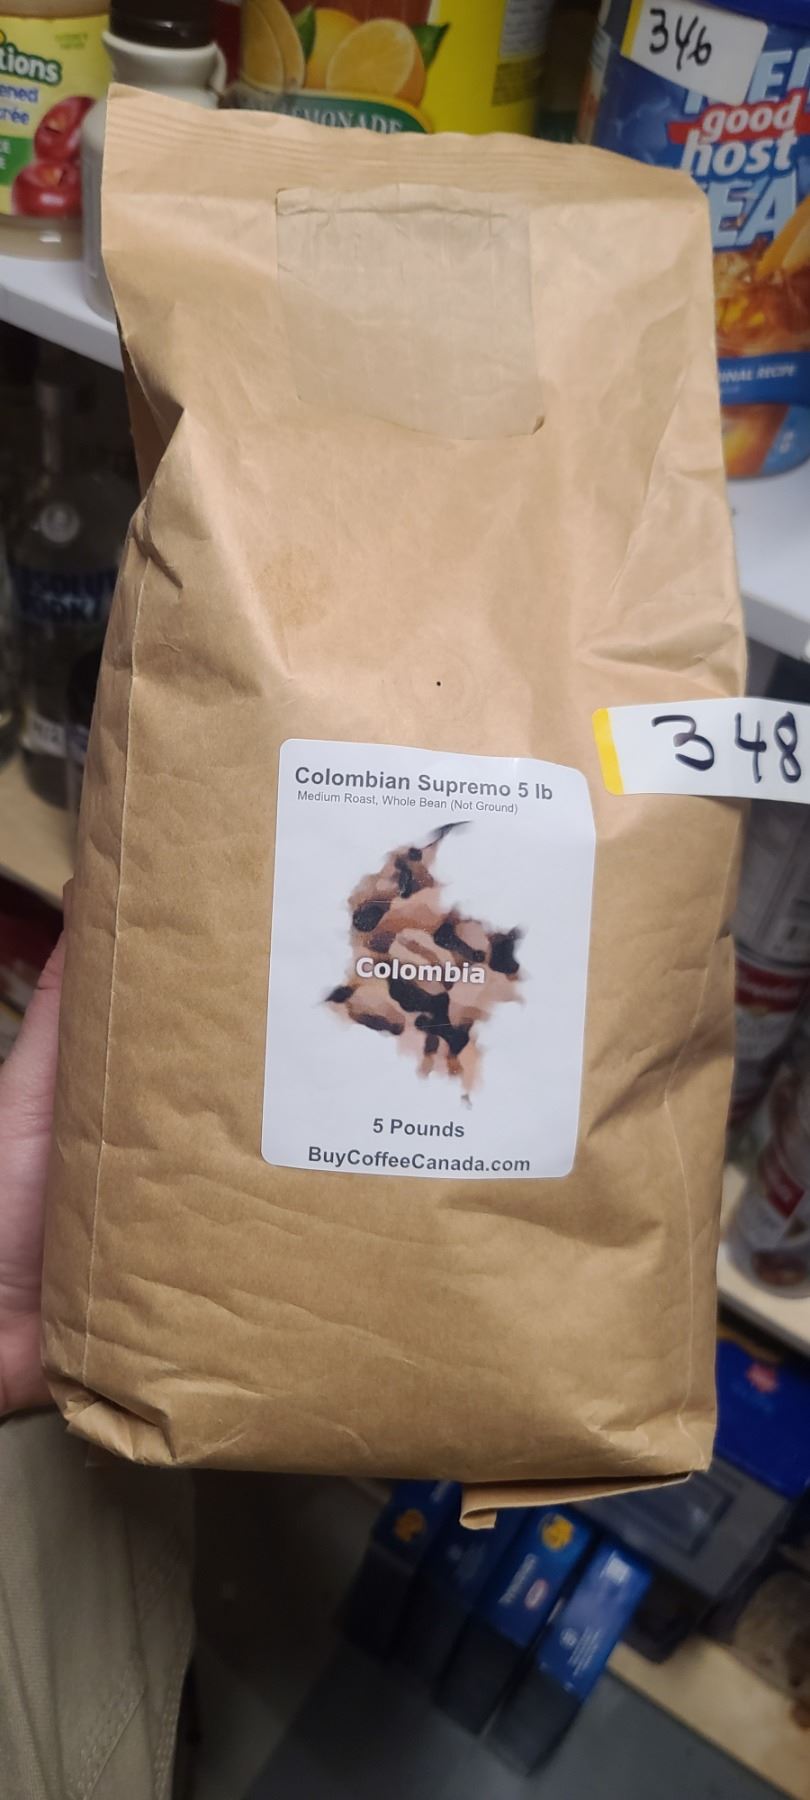 346
good
host
LEMONADE
348
Colombian Supremo 5 lb
Medium Roast, Whole Bean (Not Ground)
Colombia
5 Pounds
BuyCoffeeCanada.com